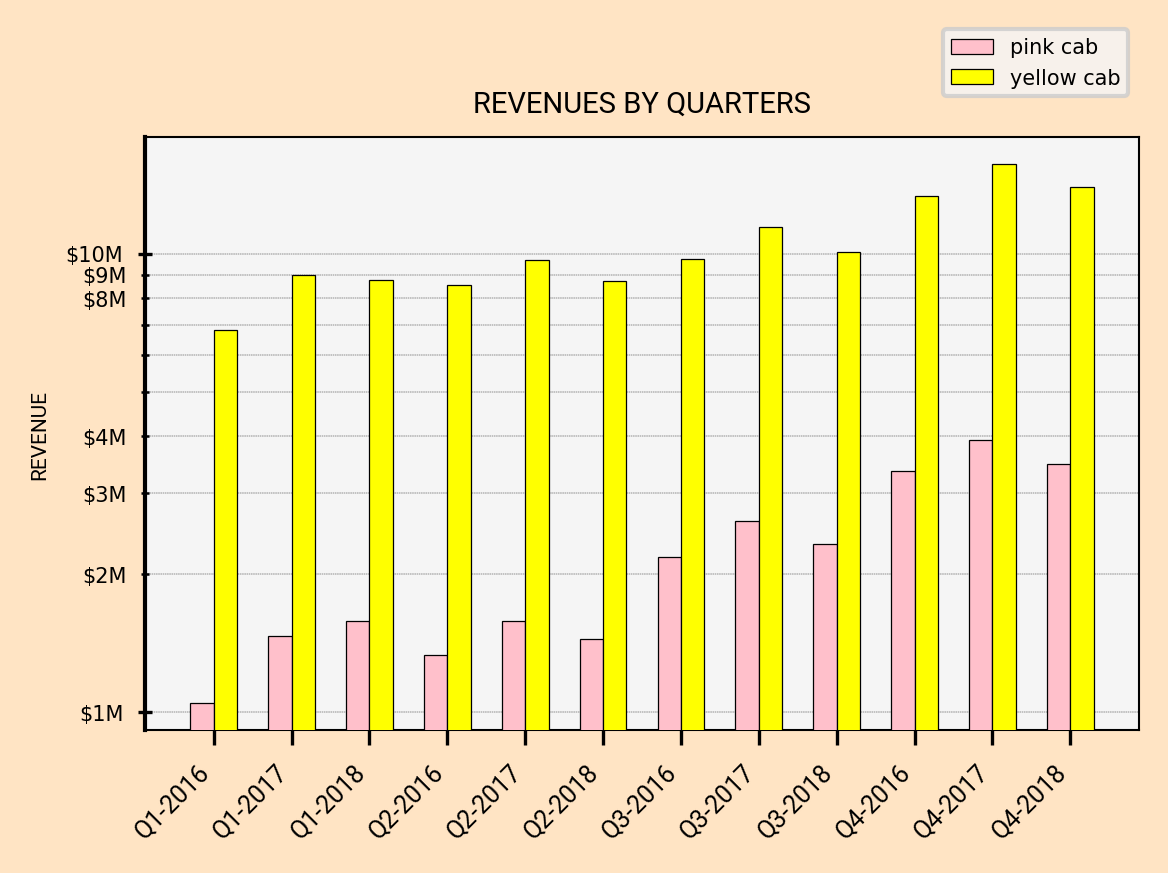 pink cab
yellow cab
REVENUES BY QUARTERS
$10M
$9M
$8M
$4M
$3M
$2M
$1M
REVENUE
Q1-2016
Q1-2017
Q1-2018
Q2-2016
Q2-2017
Q2-2018
Q3-2016
Q3-2017
Q3-2018
Q4-2016
Q4-2017
Q4-2018